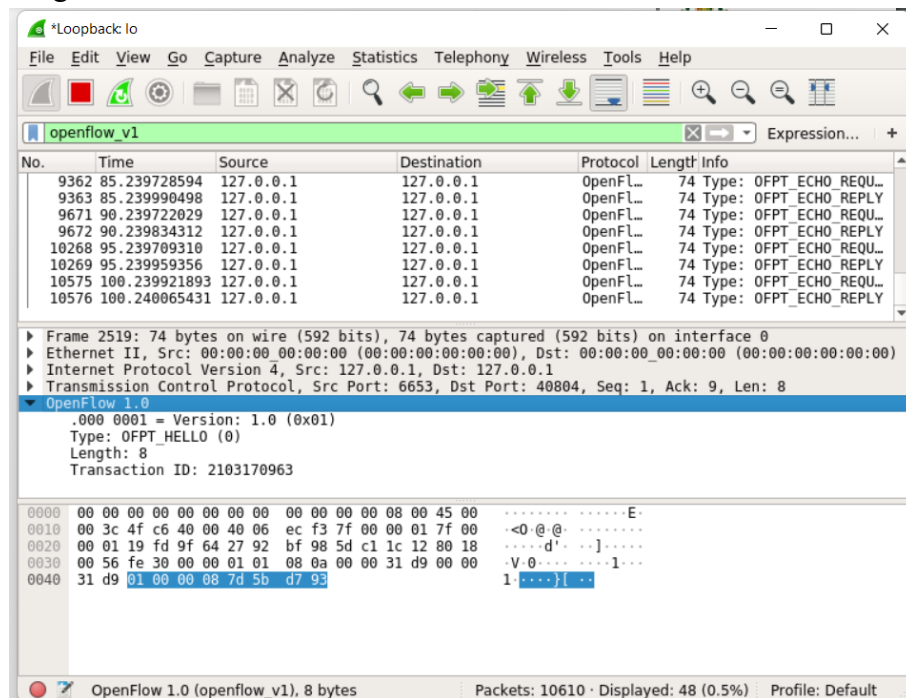 *Loopback: lo
File Edit View Go Capture Analyze Statistics Telephony Wireless Tools Help
openflow_v1 Expression... +
No. Time Source Destination Protocol Length Info
9362 85.239728594 127.0.0.1 127.0.0.1 OpenFl… 74 Type: OFPT_ECHO_REQU…
9363 85.239990498 127.0.0.1 127.0.0.1 OpenFl… 74 Type: OFPT_ECHO_REPLY
9671 90.239722029 127.0.0.1 127.0.0.1 OpenFl… 74 Type: OFPT_ECHO_REQU…
9672 90.239834312 127.0.0.1 127.0.0.1 OpenFl… 74 Type: OFPT_ECHO_REPLY
10268 95.239709310 127.0.0.1 127.0.0.1 OpenFl… 74 Type: OFPT_ECHO_REQU…
10269 95.239959356 127.0.0.1 127.0.0.1 OpenFl… 74 Type: OFPT_ECHO_REPLY
10575 100.239921893 127.0.0.1 127.0.0.1 OpenFl… 74 Type: OFPT_ECHO_REQU…
10576 100.240065431 127.0.0.1 127.0.0.1 OpenFl… 74 Type: OFPT_ECHO_REPLY
Frame 2519: 74 bytes on wire (592 bits), 74 bytes captured (592 bits) on interface 0
Ethernet II, Src: 00:00:00_00:00:00 (00:00:00:00:00:00), Dst: 00:00:00_00:00:00 (00:00:00:00:00:00)
Internet Protocol Version 4, Src: 127.0.0.1, Dst: 127.0.0.1
Transmission Control Protocol, Src Port: 6653, Dst Port: 40804, Seq: 1, Ack: 9, Len: 8
OpenFlow 1.0
.000 0001 = Version: 1.0 (0x01)
Type: OFPT_HELLO (0)
Length: 8
Transaction ID: 2103170963
0000 00 00 00 00 00 00 00 00 00 00 00 00 08 00 45 00 ········ ······E·
0010 00 3c 4f c6 40 00 40 06 ec f3 7f 00 00 01 7f 00 ·<O·@·@· ········
0020 00 01 19 fd 9f 64 27 92 bf 98 5d c1 1c 12 80 18 ·····d'· ··]·····
0030 00 56 fe 30 00 00 01 01 08 0a 00 00 31 d9 00 00 ·V·0···· ····1···
0040 31 d9 01 00 00 08 7d 5b d7 93 1·····}[ ··
OpenFlow 1.0 (openflow_v1), 8 bytes Packets: 10610 · Displayed: 48 (0.5%) Profile: Default